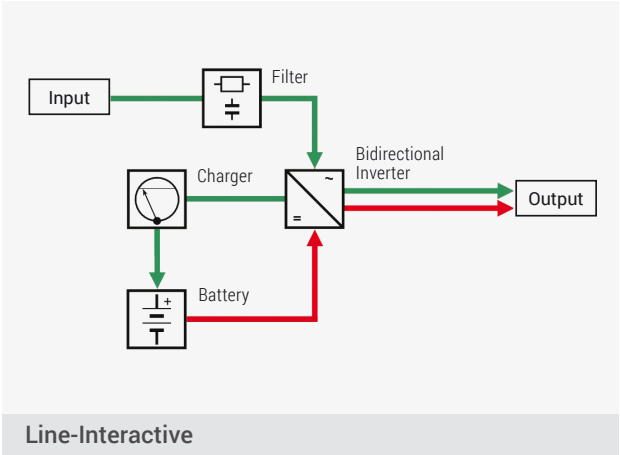 Filter
Input
Bidirectional
Inverter
Charger
~
=
Output
Battery
+
Line-Interactive